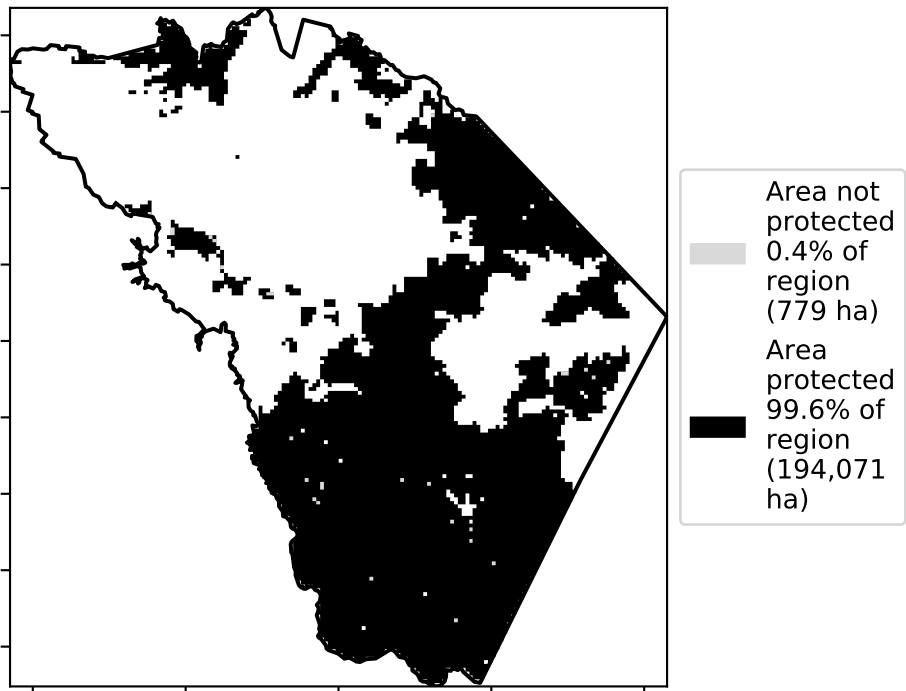 Area not
protected
0.4% of
region
(779 ha)
Area
protected
99.6% of
region
(194,071
ha)